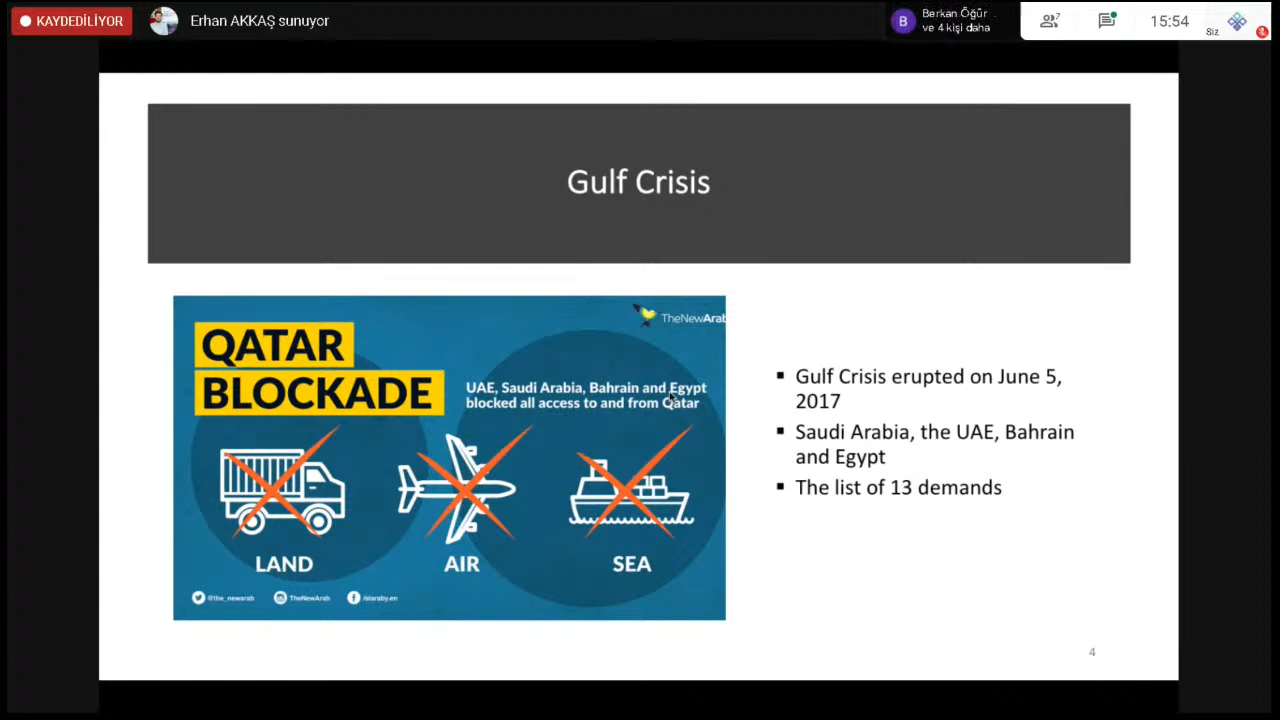 KAYDEDİLİYOR
Erhan AKKAŞ sunuyor
B
Berkan Öğür
ve 4 kişi daha
7
15:54
Siz
Gulf Crisis
TheNewArab
QATAR
BLOCKADE
UAE, Saudi Arabia, Bahrain and Egypt
blocked all access to and from Qatar
LAND
AIR
SEA
@the_newarab
TheNewArab
/alaraby.en
▪ Gulf Crisis erupted on June 5,
2017
▪ Saudi Arabia, the UAE, Bahrain
and Egypt
▪ The list of 13 demands
4